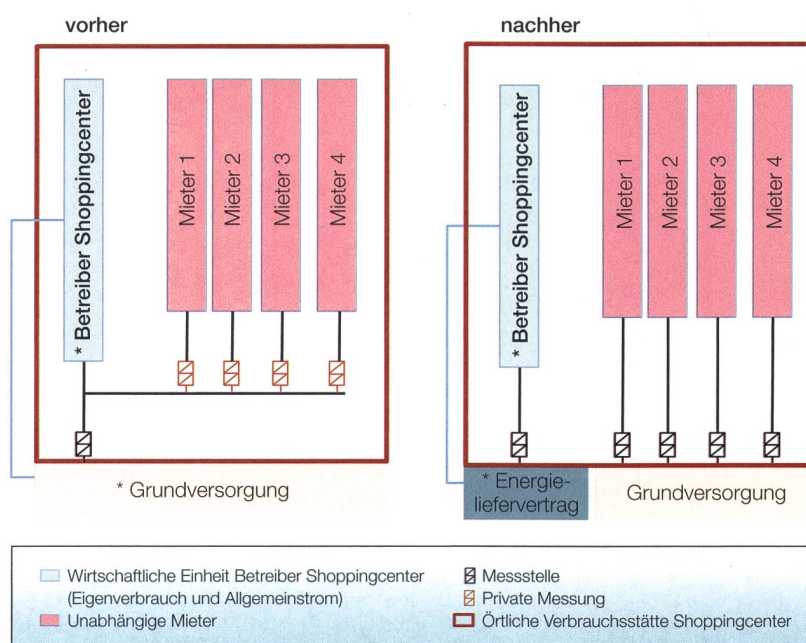 vorher
* Betreiber Shoppingcenter
Mieter 1
Mieter 2
Mieter 3
Mieter 4
* Grundversorgung
nachher
* Betreiber Shoppingcenter
Mieter 1
Mieter 2
Mieter 3
Mieter 4
* Energie-
liefervertrag
Grundversorgung
Wirtschaftliche Einheit Betreiber Shoppingcenter
(Eigenverbrauch und Allgemeinstrom)
Unabhängige Mieter
Messstelle
Private Messung
Örtliche Verbrauchsstätte Shoppingcenter